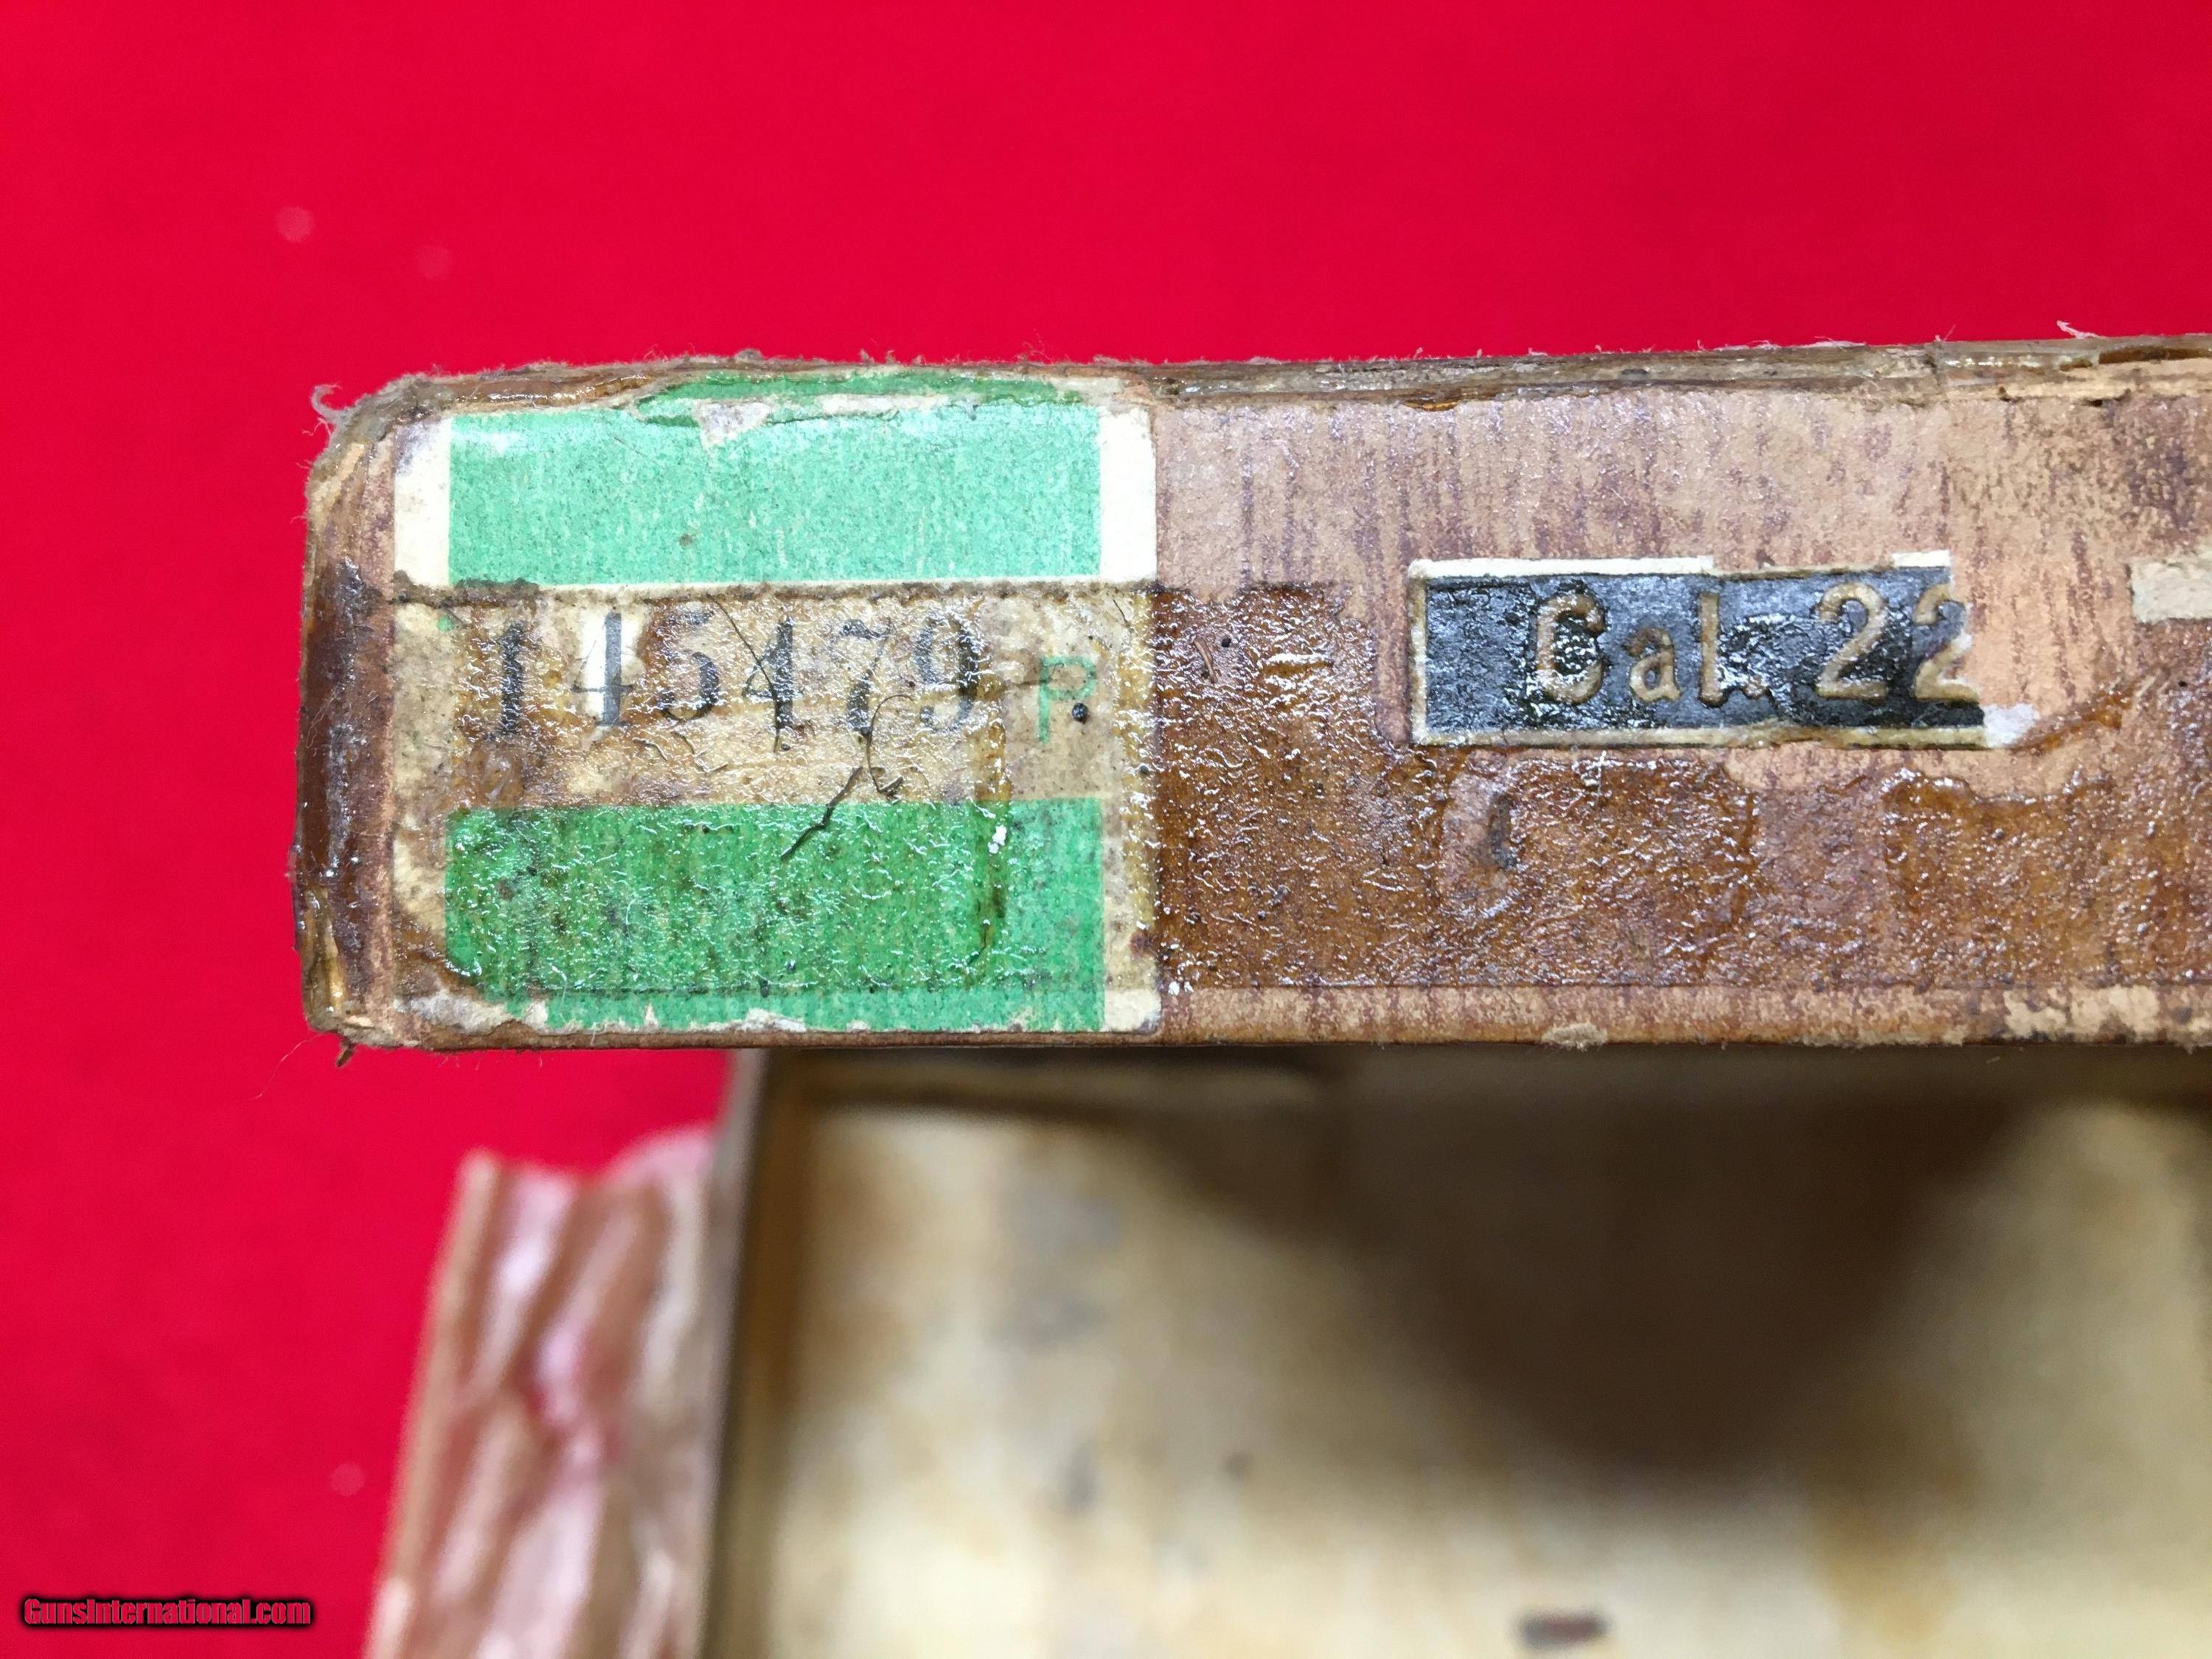 145479 P
Cal. 22
GunsInternational.com